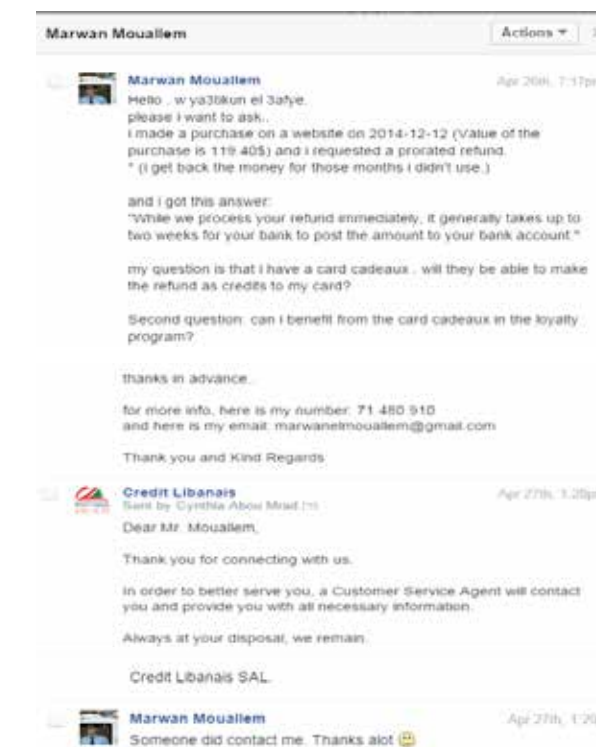 Marwan Mouallem
Actions
Marwan Mouallem
Apr 26th, 7:17pm
Hello , w ya36ikun el 3afye.
please i want to ask..
i made a purchase on a website on 2014-12-12 (Value of the
purchase is 119.40$) and i requested a prorated refund.
* (i get back the money for those months i didn't use.)
and i got this answer:
"While we process your refund immediately, it generally takes up to
two weeks for your bank to post the amount to your bank account."
my question is that i have a card cadeaux , will they be able to make
the refund as credits to my card?
Second question: can i benefit from the card cadeaux in the loyalty
program?
thanks in advance..
for more info, here is my number: 71 480 910
and here is my email: marwanelmouallem@gmail.com
Thank you and Kind Regards
Credit Libanais
Apr 27th, 1:20p
Sent by Cynthia Abou Mrad
Dear Mr. Mouallem,
Thank you for connecting with us.
In order to better serve you, a Customer Service Agent will contact
you and provide you with all necessary information.
Always at your disposal, we remain.
Credit Libanais SAL.
Marwan Mouallem
Apr 27th, 1:20
Someone did contact me. Thanks alot